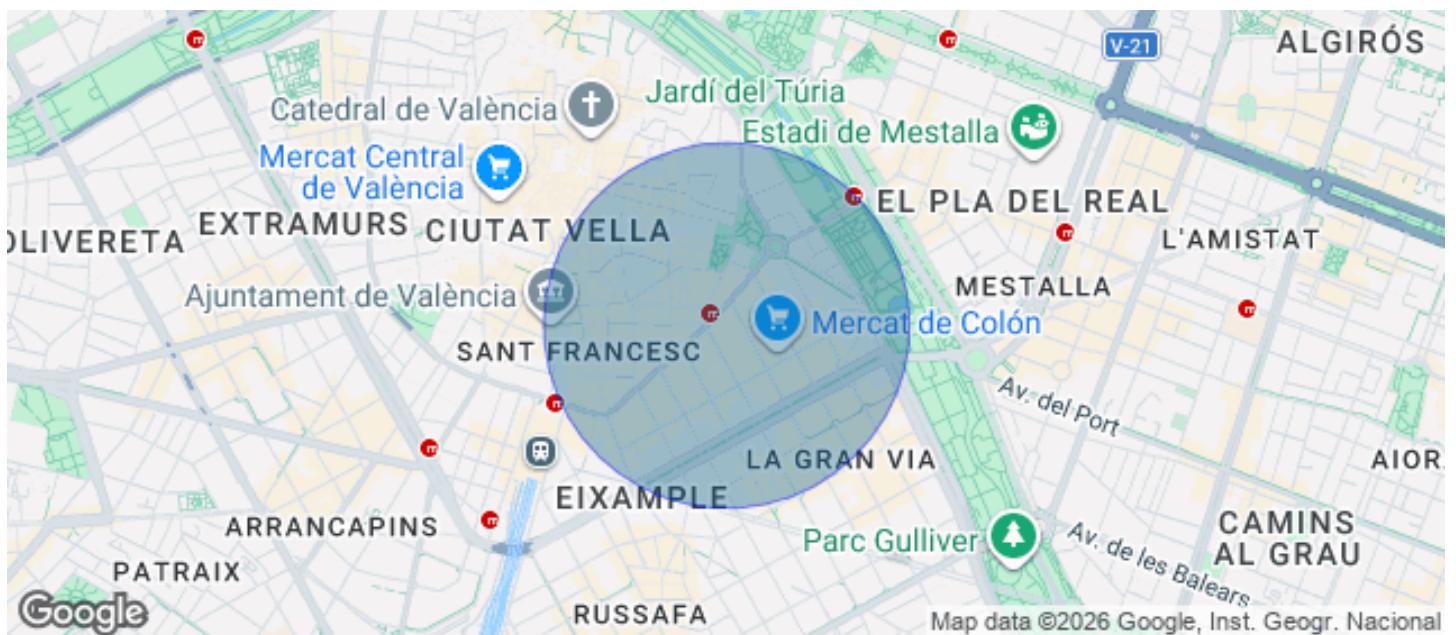 V-21
ALGIRÓS
Catedral de València
Jardí del Túria
Estadi de Mestalla
Mercat Central
de València
EXTRAMURS
CIUTAT VELLA
EL PLA DEL REAL
OLIVERETA
L'AMISTAT
Ajuntament de València
MESTALLA
Mercat de Colón
SANT FRANCESC
Av. del Port
LA GRAN VIA
AIOR
EIXAMPLE
ARRANCAPINS
Parc Gulliver
CAMINS
AL GRAU
Av. de les Balears
PATRAIX
RUSSAFA
Google
Map data ©2026 Google, Inst. Geogr. Nacional